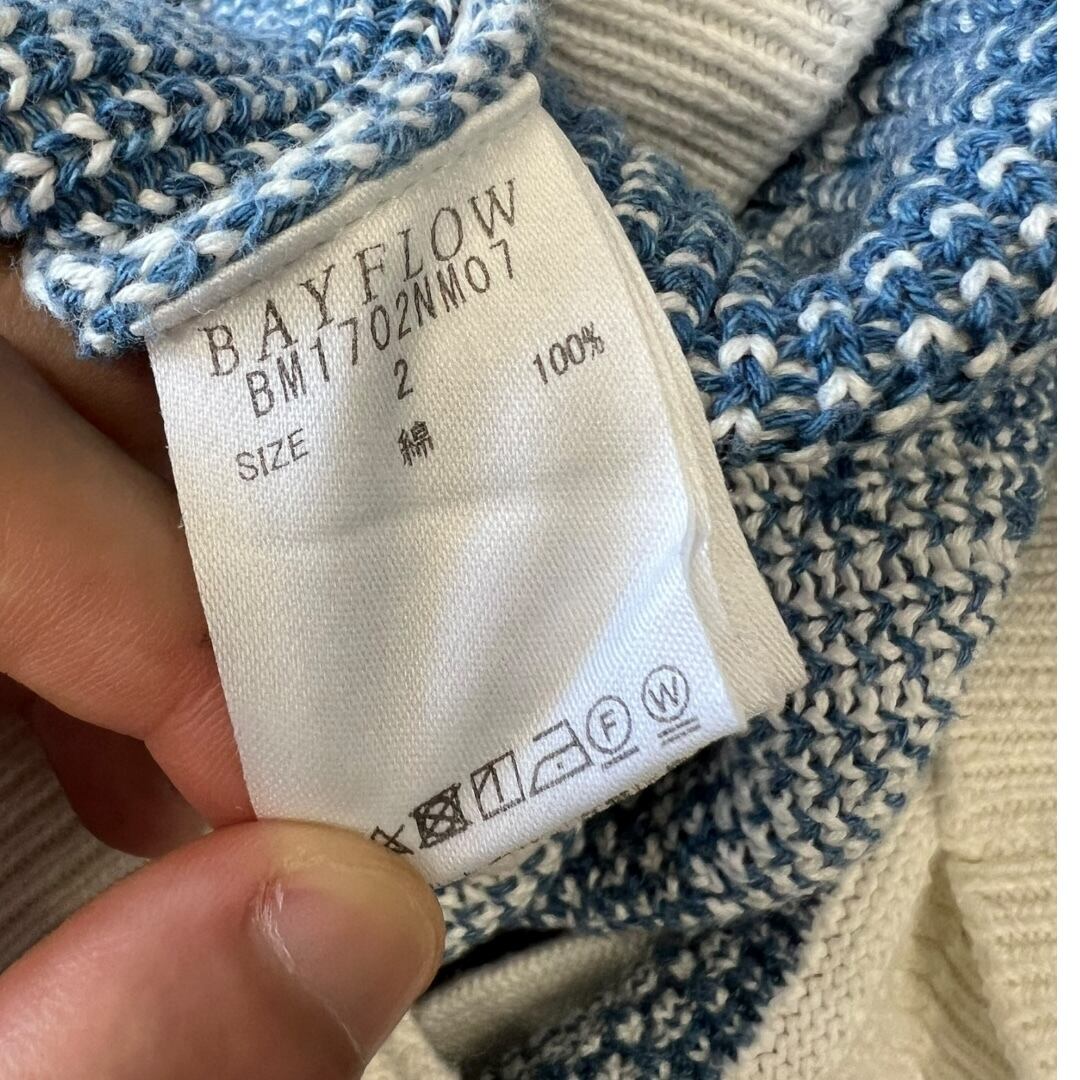 BAYFLOW
BM1702NM07
SIZE 2
綿 100%
F W